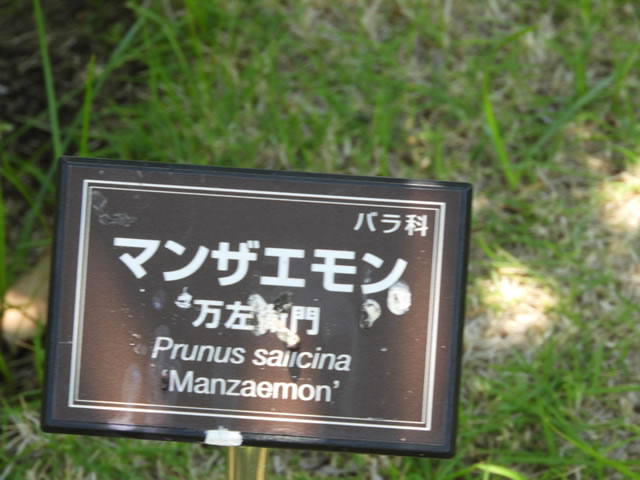 バラ科
マンザエモン
万左衛門
Prunus salicina
'Manzaemon'